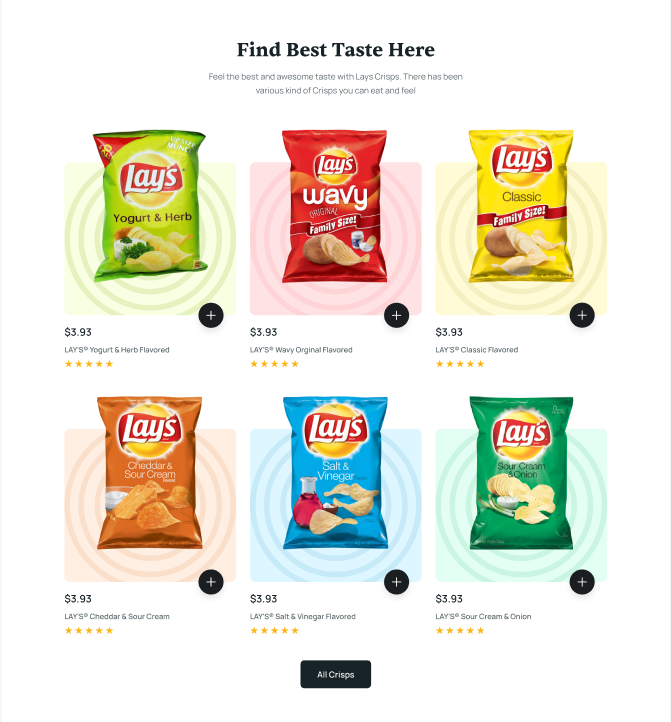 Find Best Taste Here
Feel the best and awesome taste with Lays Crisps. There has been
various kind of Crisps you can eat and feel
Lay's
Yogurt & Herb
Lay's
wavy
ORIGINAL
Family Size!
Lay's
Classic
Family Size!
$3.93
$3.93
$3.93
LAY'S® Yogurt & Herb Flavored
LAY'S® Wavy Orginal Flavored
LAY'S® Classic Flavored
Lay's
Cheddar &
Sour Cream
Lay's
Salt &
Vinegar
Lay's
Sour Cream
& Onion
$3.93
$3.93
$3.93
LAY'S® Cheddar & Sour Cream
LAY'S® Salt & Vinegar Flavored
LAY'S® Sour Cream & Onion
All Crisps